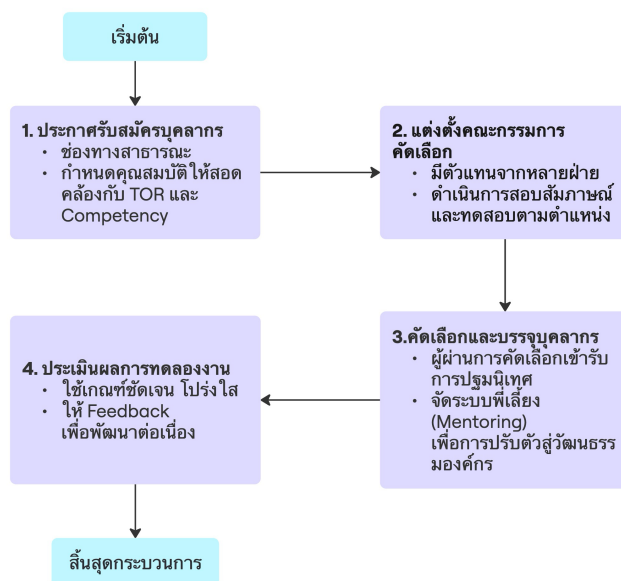 เริ่มต้น
1. ประกาศรับสมัครบุคลากร
• ช่องทางสาธารณะ
• กำหนดคุณสมบัติให้สอด
คล้องกับ TOR และ
Competency
2. แต่งตั้งคณะกรรมการ
คัดเลือก
• มีตัวแทนจากหลายฝ่าย
• ดำเนินการสอบสัมภาษณ์
และทดสอบตามตำแหน่ง
3.คัดเลือกและบรรจุบุคลากร
• ผู้ผ่านการคัดเลือกเข้ารับ
การปฐมนิเทศ
• จัดระบบพี่เลี้ยง
(Mentoring)
เพื่อการปรับตัวสู่วัฒนธรร
มองค์กร
4. ประเมินผลการทดลองงาน
• ใช้เกณฑ์ชัดเจน โปร่งใส
• ให้ Feedback
เพื่อพัฒนาต่อเนื่อง
สิ้นสุดกระบวนการ